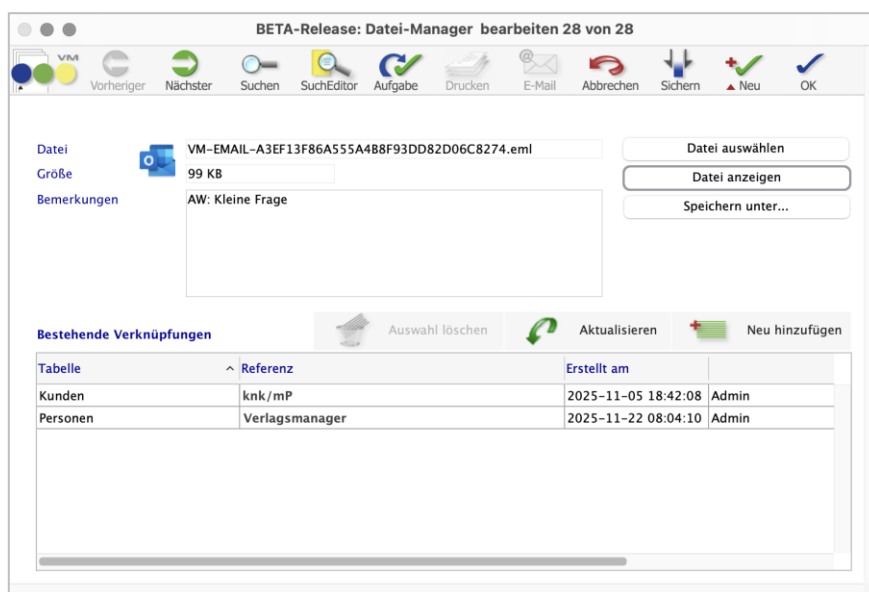 BETA-Release: Datei-Manager bearbeiten 28 von 28
VM
Vorheriger Nächster Suchen SuchEditor Aufgabe Drucken E-Mail Abbrechen Sichern Neu OK
Datei VM-EMAIL-A3EF13F86A555A4B8F93DD82D06C8274.eml Datei auswählen
Größe 99 KB Datei anzeigen
Bemerkungen AW: Kleine Frage Speichern unter...
Bestehende Verknüpfungen Auswahl löschen Aktualisieren Neu hinzufügen
Tabelle Referenz Erstellt am
Kunden knk/mP 2025-11-05 18:42:08 Admin
Personen Verlagsmanager 2025-11-22 08:04:10 Admin